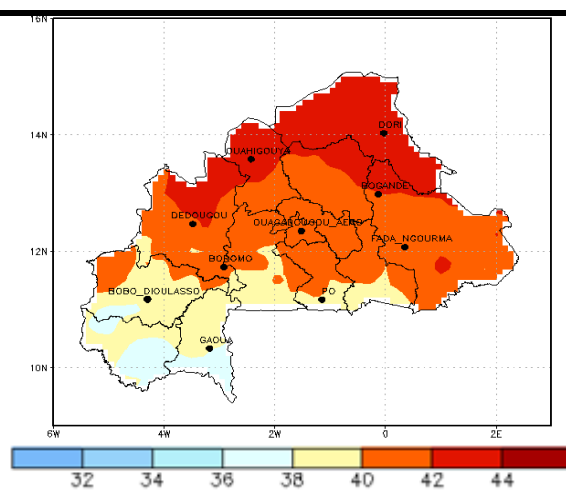 16N
14N
DORI
OUAHIGOUYA
BOGANDE
DEDOUGOU
OUAGADOUGOU_AERO
FADA_NGOURMA
12N
BOROMO
BOBO_DIOULASSO
PO
GAOUA
10N
6W 4W 2W 0 2E
32 34 36 38 40 42 44